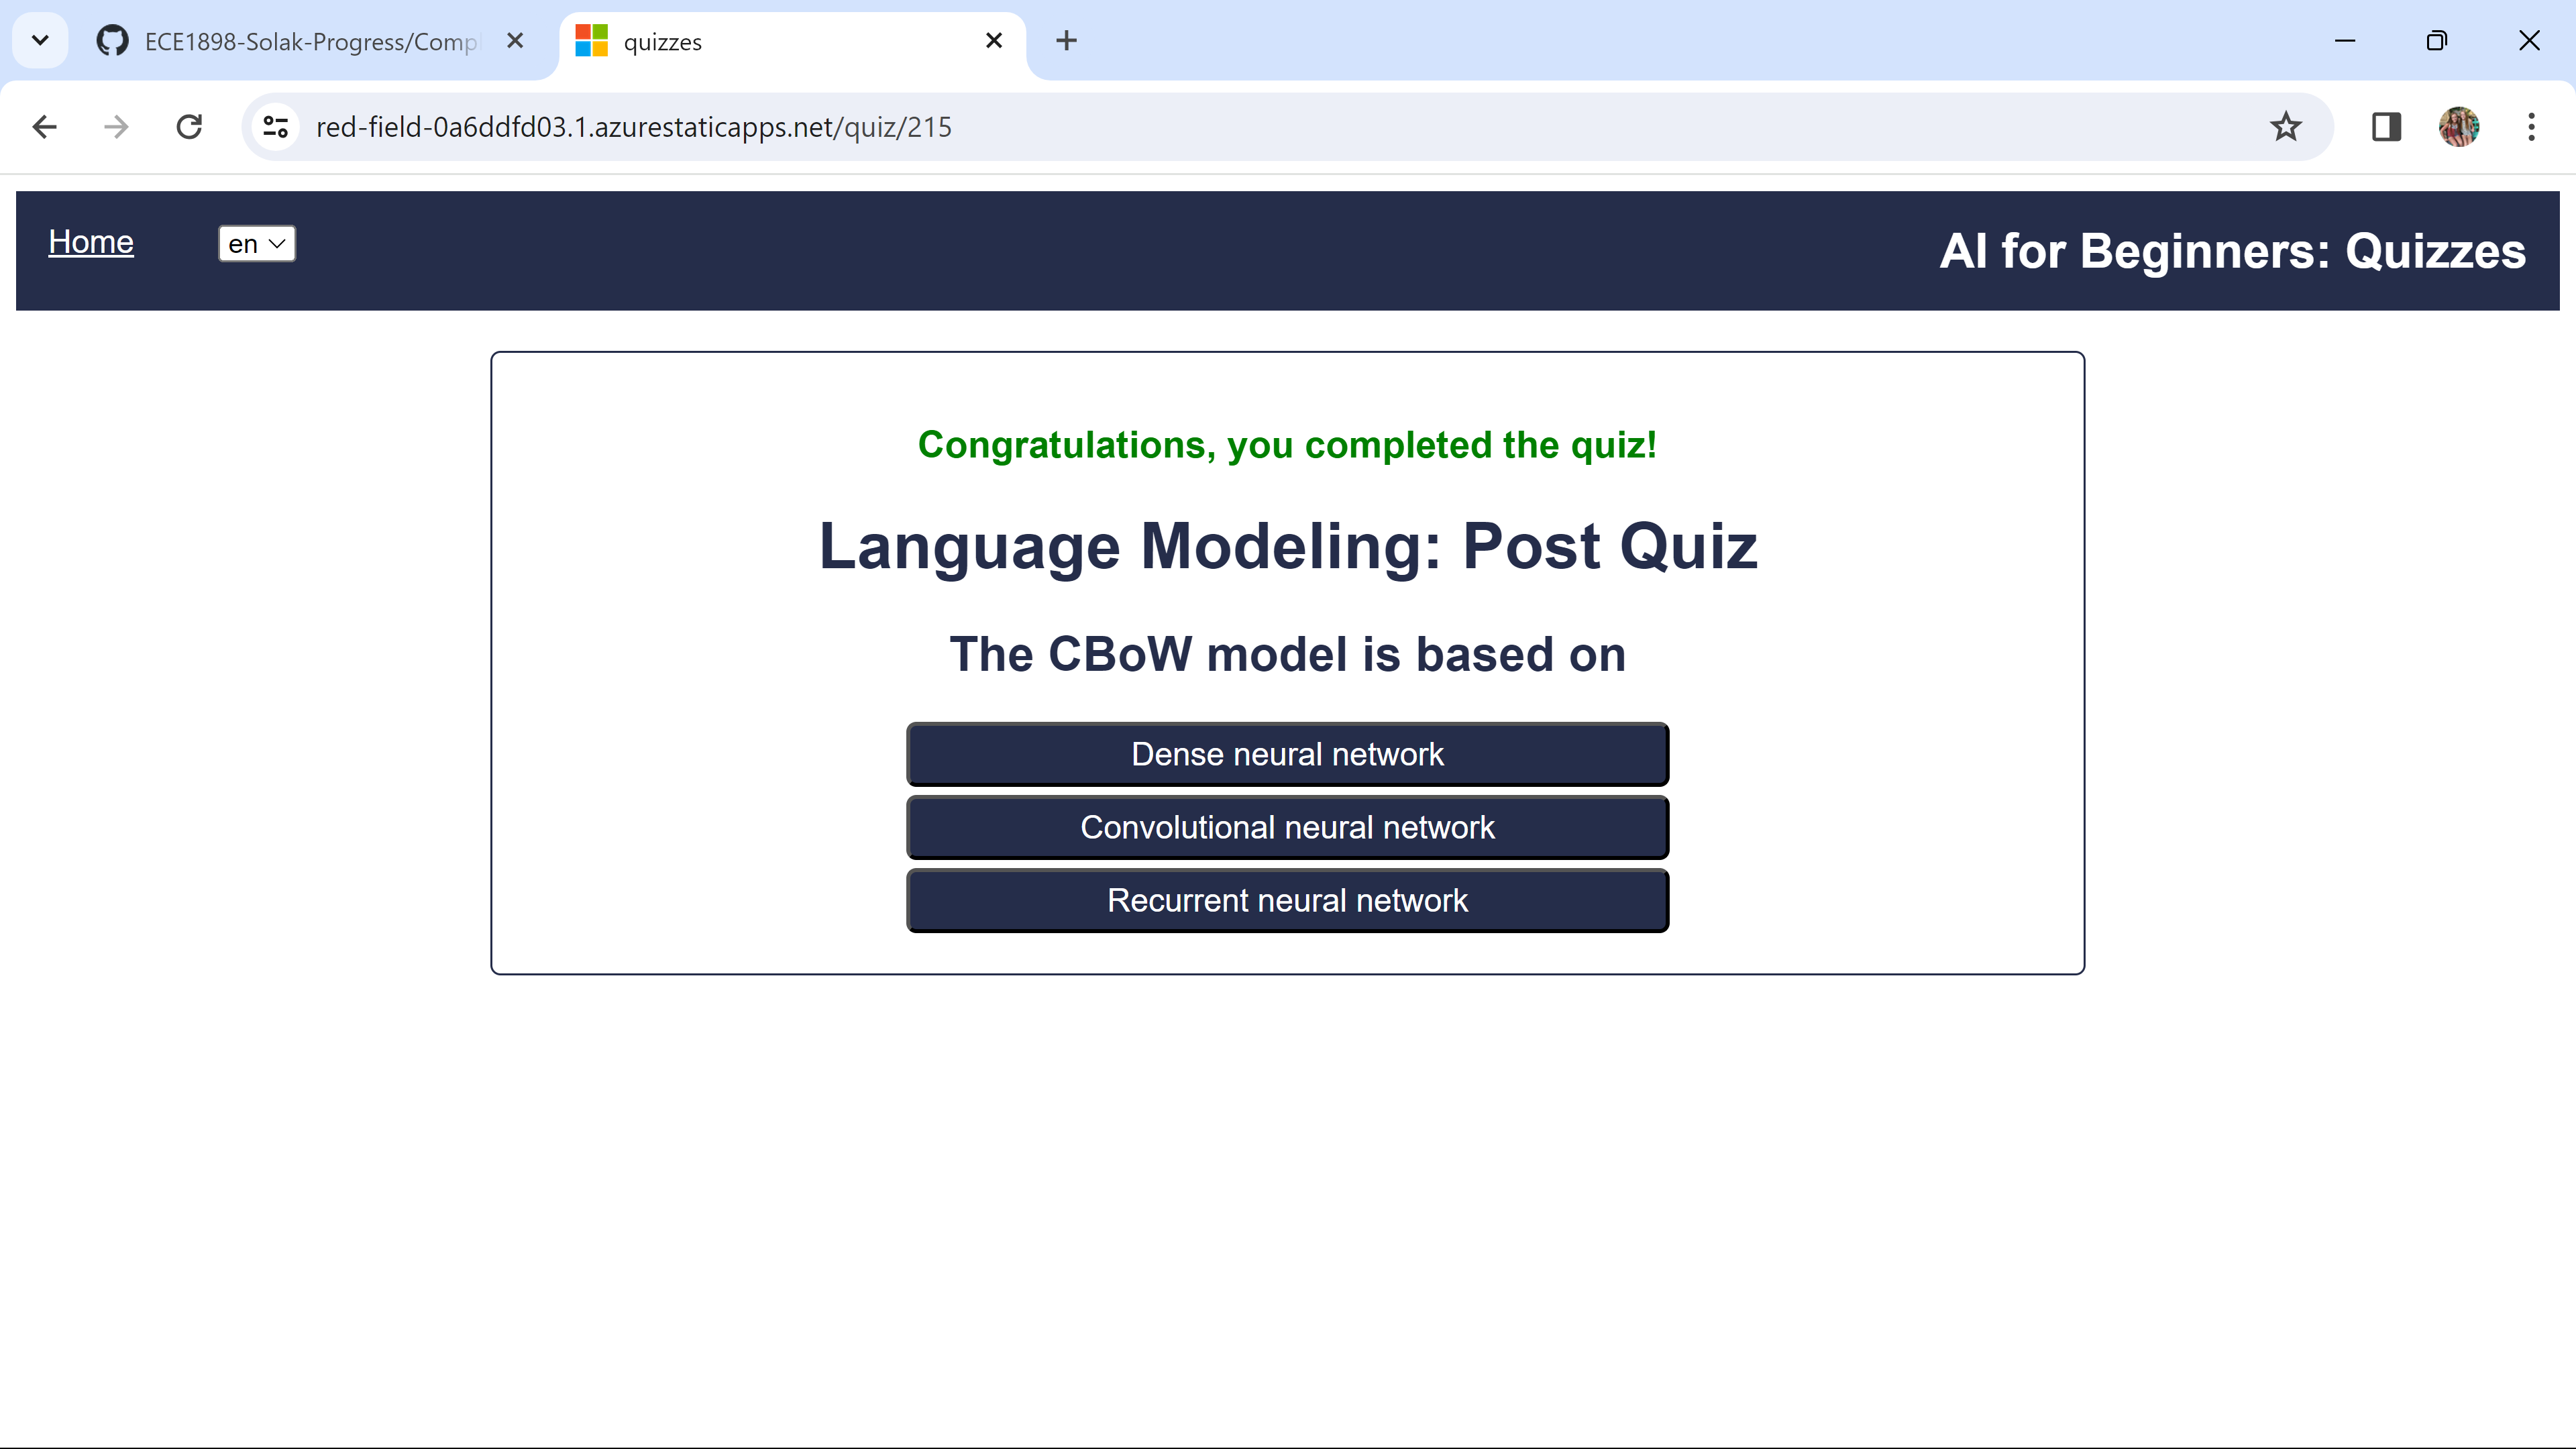 ECE1898-Solak-Progress/Comp
quizzes
red-field-0a6ddfd03.1.azurestaticapps.net/quiz/215
Home
en
AI for Beginners: Quizzes
Congratulations, you completed the quiz!
Language Modeling: Post Quiz
The CBoW model is based on
Dense neural network
Convolutional neural network
Recurrent neural network